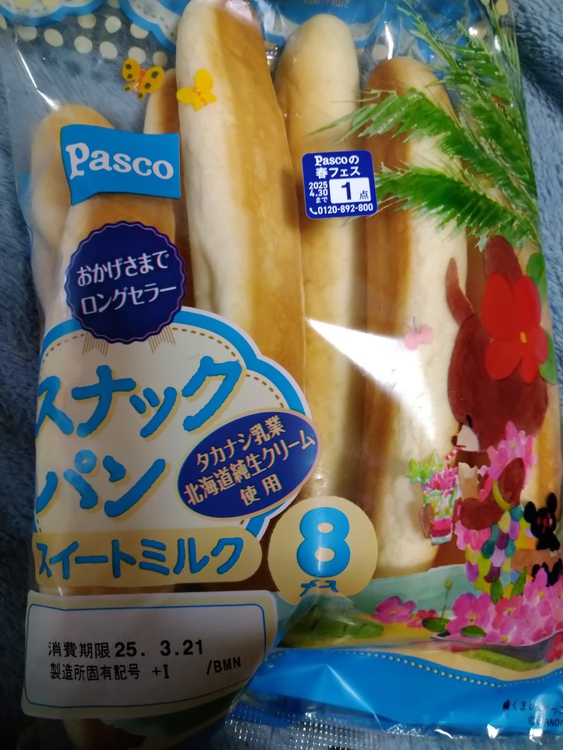 Pasco
Pascoの
春フェス
2025
4.30
まで
1
点
0120-892-800
おかげさまで
ロングセラー
スナック
パン
タカナシ乳業
北海道純生クリーム
使用
スイートミルク
8
消費期限25. 3.21
製造所固有記号 +I /BMN